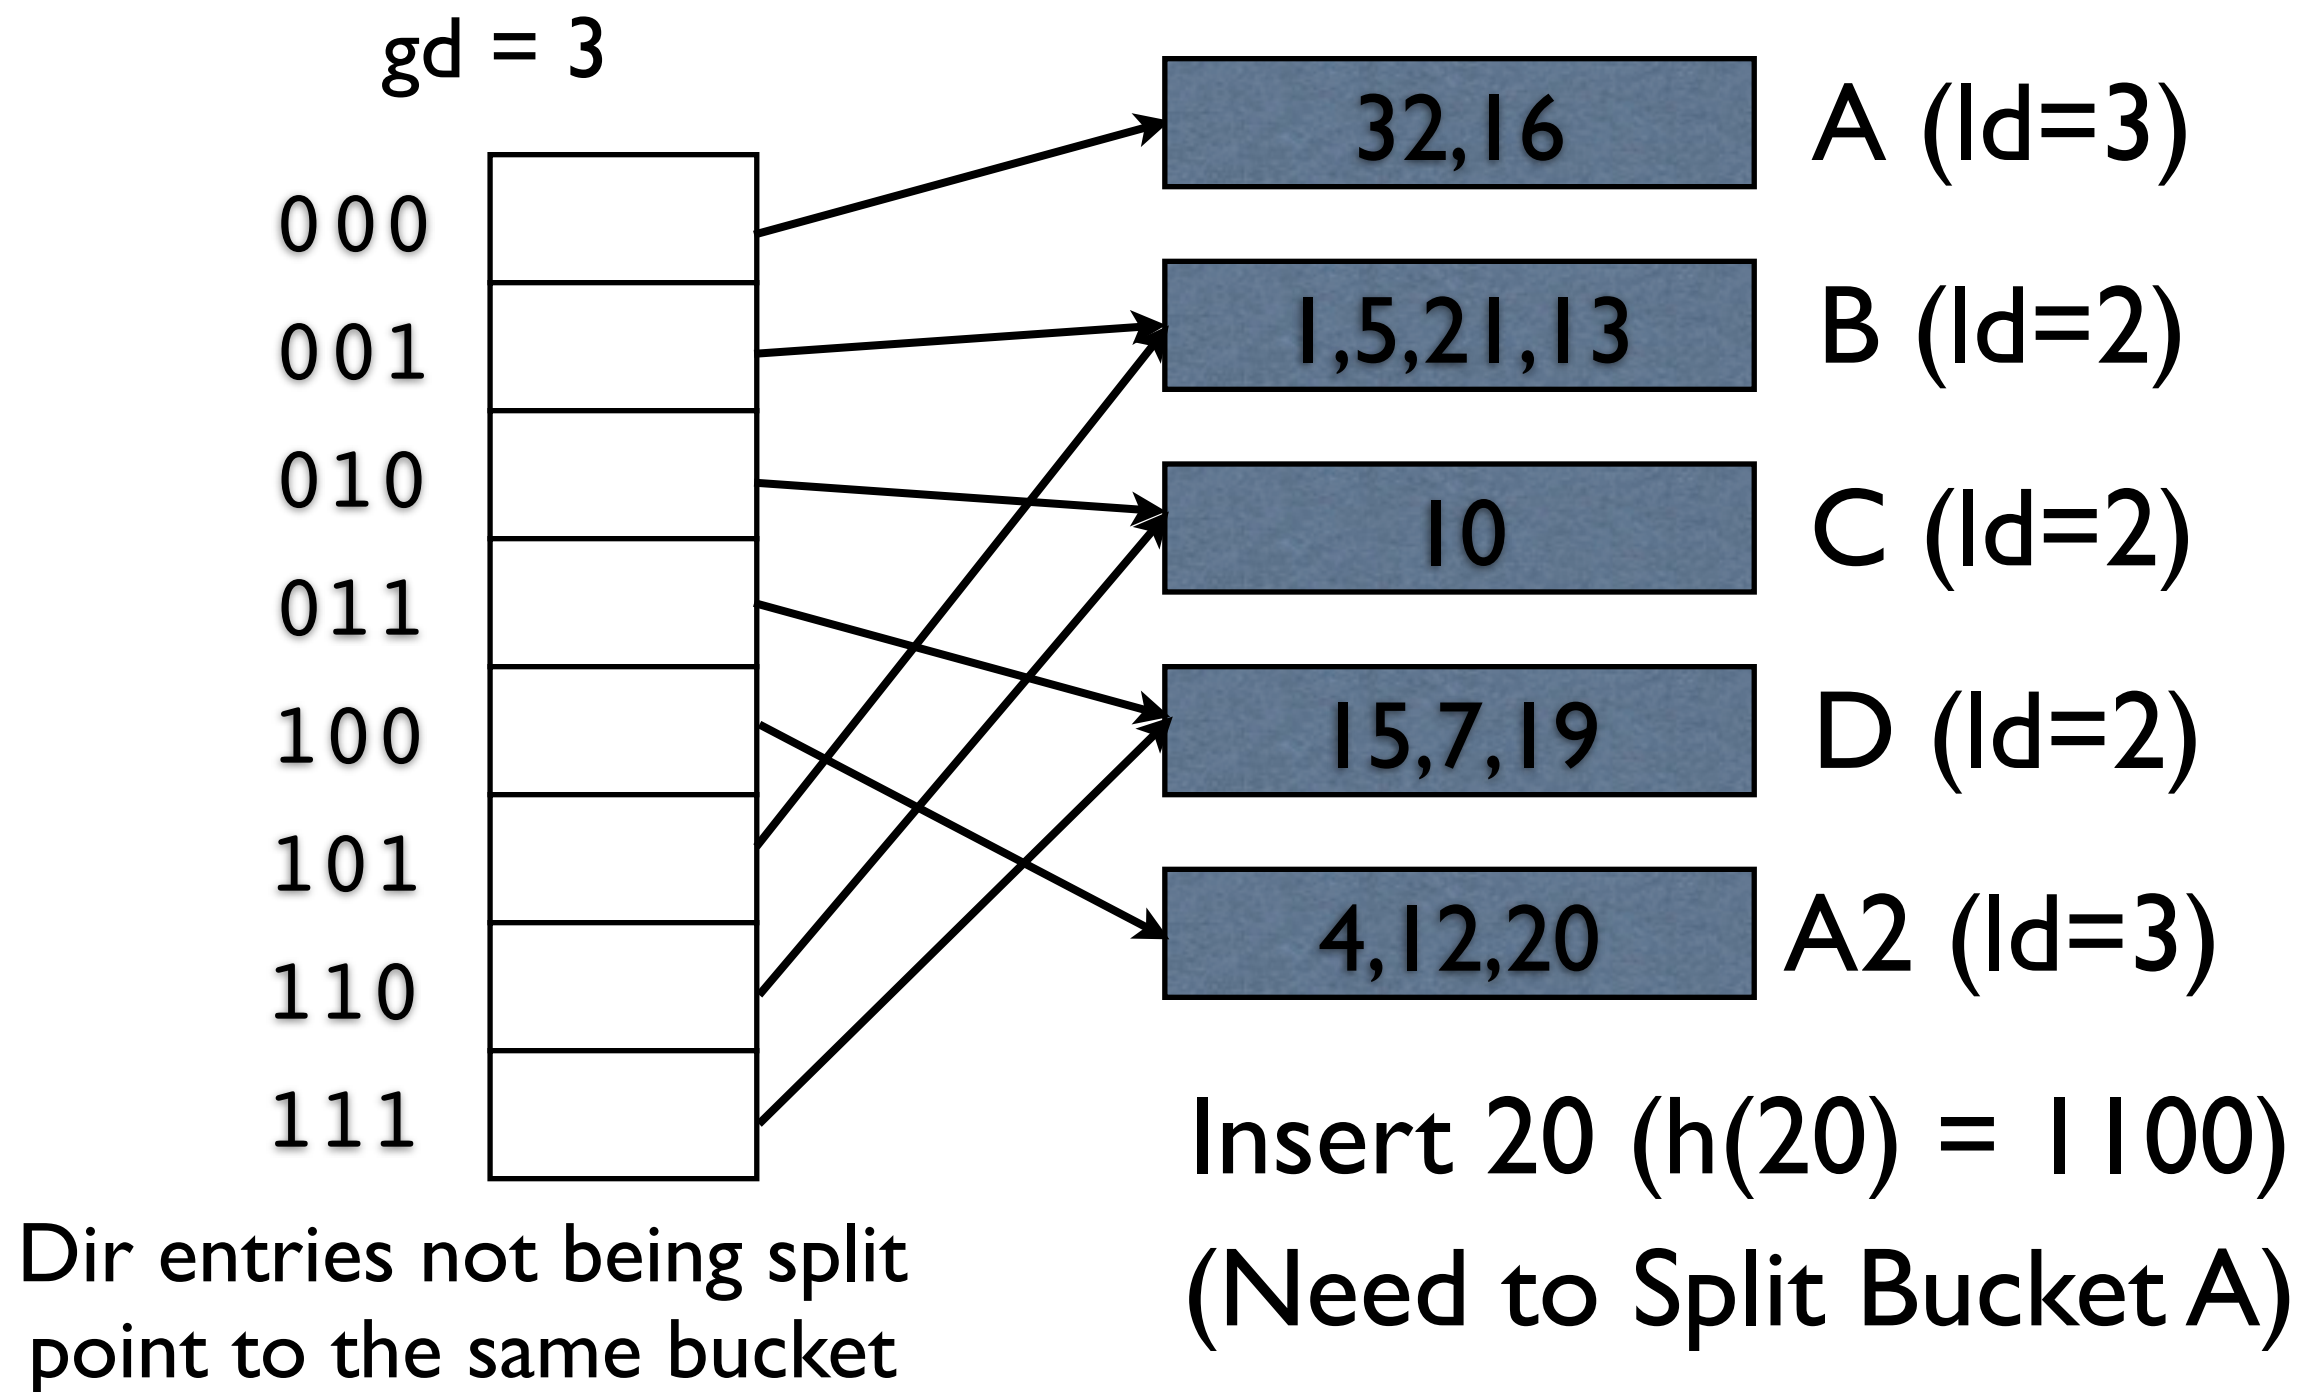 gd = 3
000
001
010
011
100
101
110
111
32,16
A (ld=3)
1,5,21,13
B (ld=2)
10
C (ld=2)
15,7,19
D (ld=2)
4,12,20
A2 (ld=3)
Insert 20 (h(20) = 1100)
(Need to Split Bucket A)
Dir entries not being split
point to the same bucket